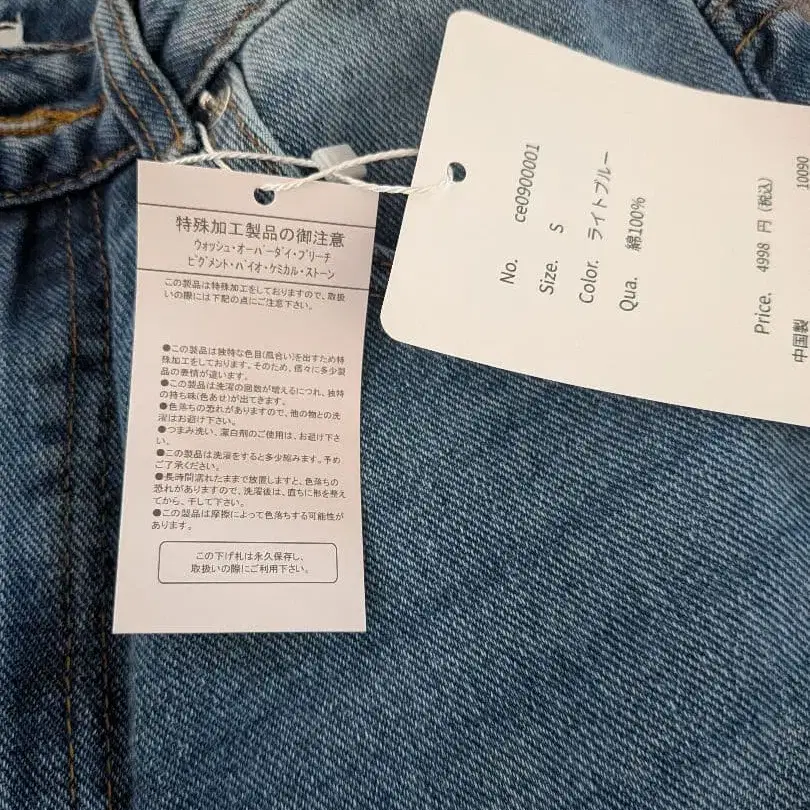 特殊加工製品の御注意
ウォッシュ・オーバーダイ・ブリーチ
ピグメント・バイオ・ケミカル・ストーン
この製品は特殊加工をしておりますので、取扱
いの際には下記の点にご注意下さい。
●この製品は独特な色目(風合い)を出すため特
殊加工をしております。そのため、個々に多少製
品の表情が違います。
●この製品は洗濯の回数が増えるにつれ、独特
の持ち味(色あせ)が出てきます。
●色落ちの恐れがありますので、他の物との洗
濯はお避け下さい。
●つまみ洗い、漂白剤のご使用は、お避け下さ
い。
●この製品は洗濯をすると多少縮みます。予め
ご了承ください。
●長時間濡れたままで放置しますと、色落ちの
恐れがありますので、洗濯後は、直ちに形を整え
てから、干して下さい。
●この製品は摩擦によって色落ちする可能性が
あります。
この下げ札は永久保存し、
取扱いの際にご利用下さい。
No. ce0900001
Size. S
Color. ライトブルー
Qua. 綿100%
Price. 4998 円 (税込)
中国製 10090